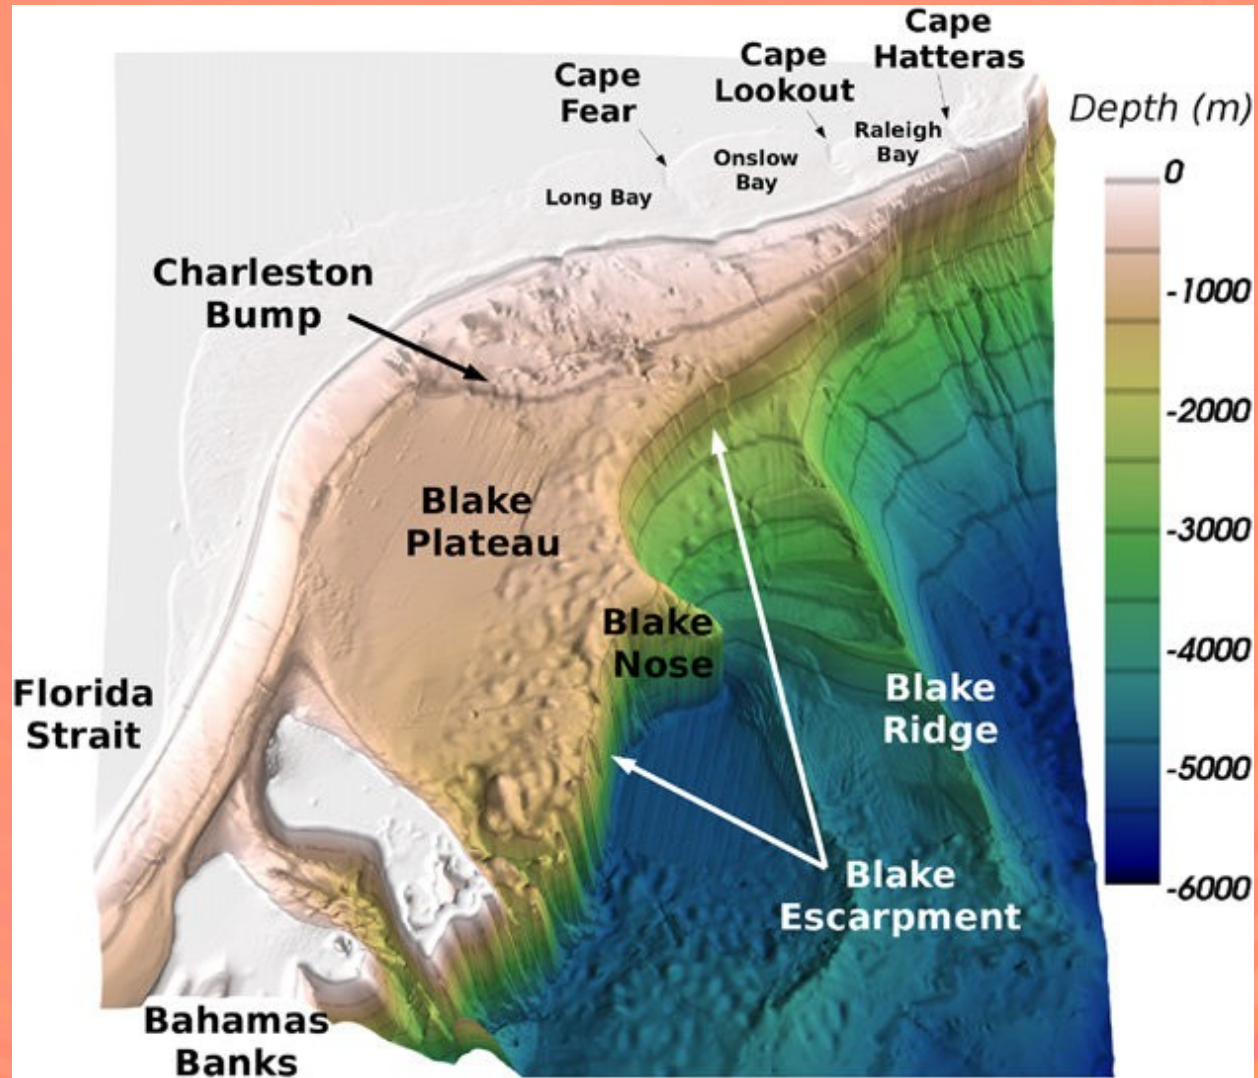 Cape
Hatteras
Cape
Lookout
Cape
Fear
Depth (m)
Raleigh
Bay
Onslow
Bay
Long Bay
0
-1000
-2000
-3000
-4000
-5000
-6000
Charleston
Bump
Blake
Plateau
Blake
Nose
Florida
Strait
Blake
Ridge
Blake
Escarpment
Bahamas
Banks